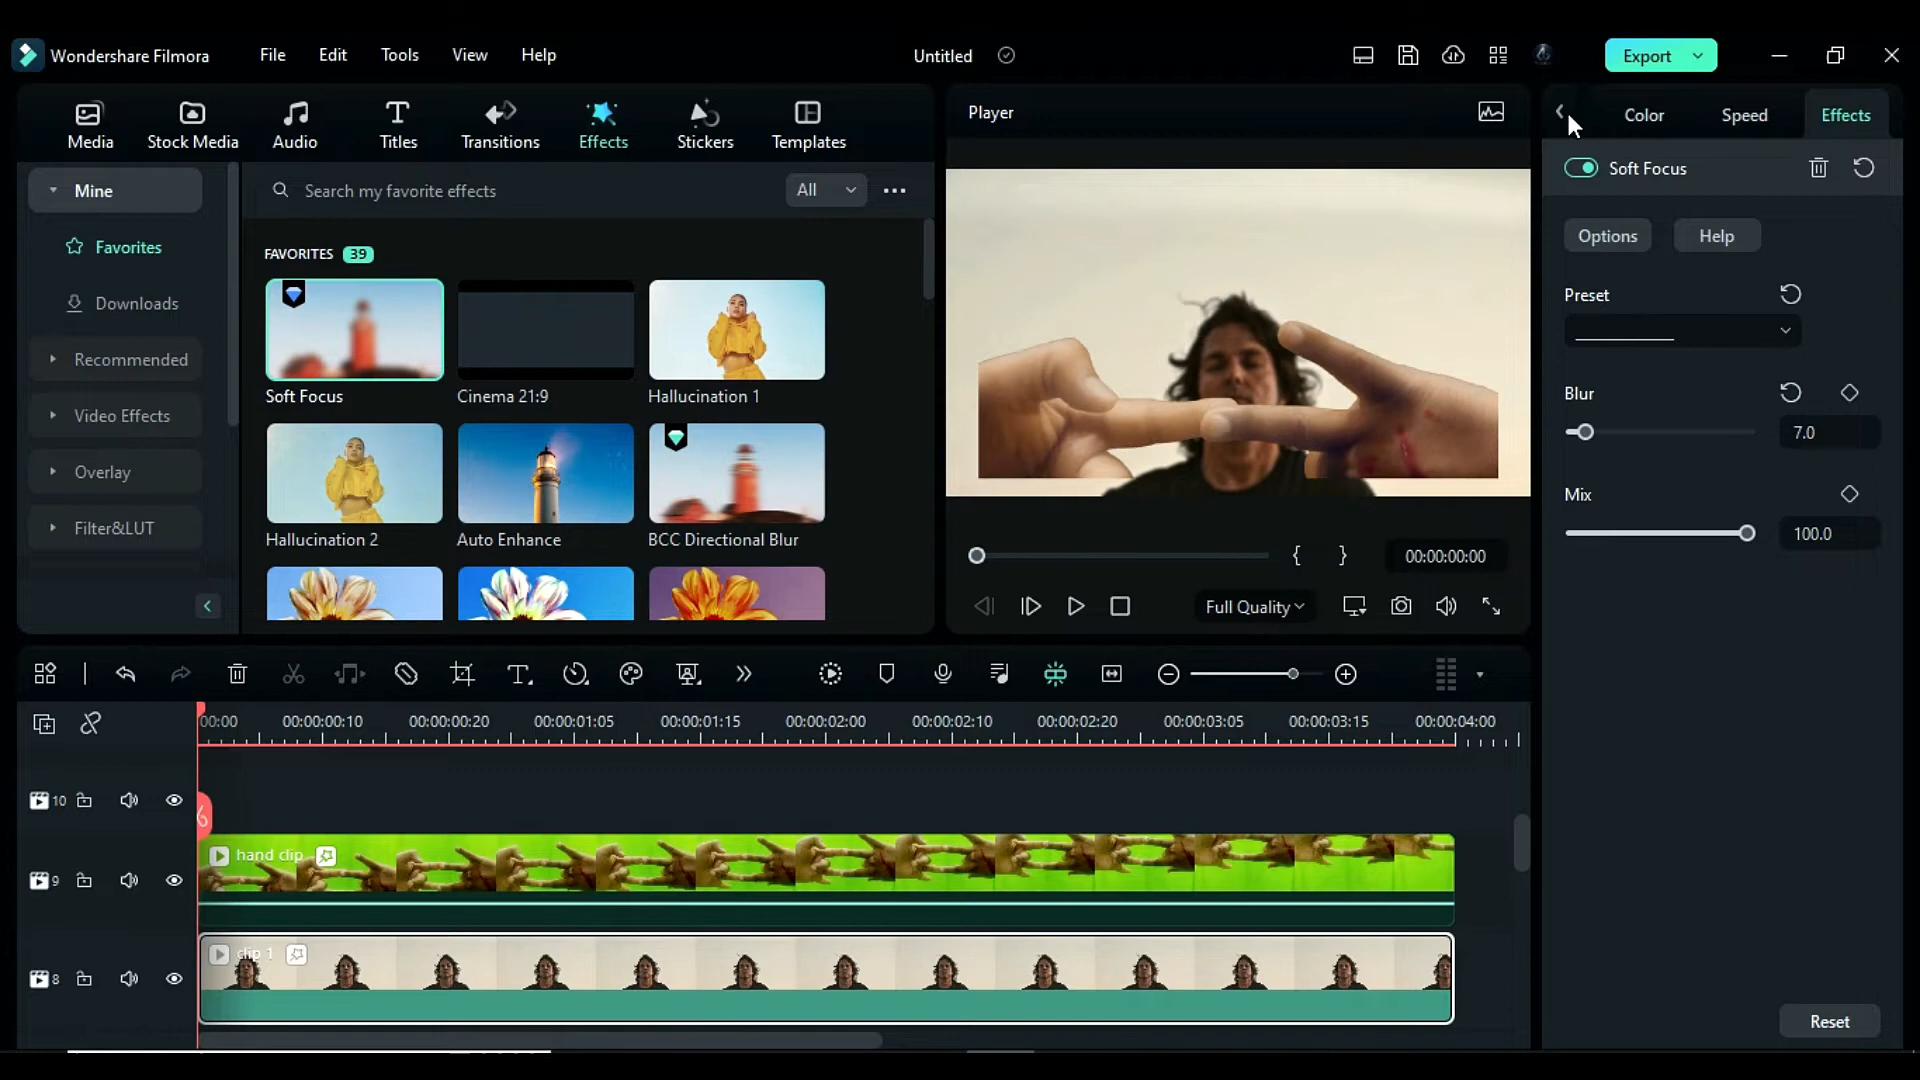 Wondershare Filmora File Edit Tools View Help Untitled Export
Media Stock Media Audio Titles Transitions Effects Stickers Templates
Player
Color Speed Effects
Mine
Search my favorite effects All
Soft Focus
Favorites
FAVORITES 39
Options Help
Downloads
Preset
Recommended
Soft Focus Cinema 21:9 Hallucination 1
Blur
Video Effects
7.0
Overlay
Mix
Filter&LUT
100.0
Hallucination 2 Auto Enhance BCC Directional Blur
{ } 00:00:00:00
Full Quality
00:00 00:00:00:10 00:00:00:20 00:00:01:05 00:00:01:15 00:00:02:00 00:00:02:10 00:00:02:20 00:00:03:05 00:00:03:15 00:00:04:00
10
hand clip
9
clip 1
8
Reset